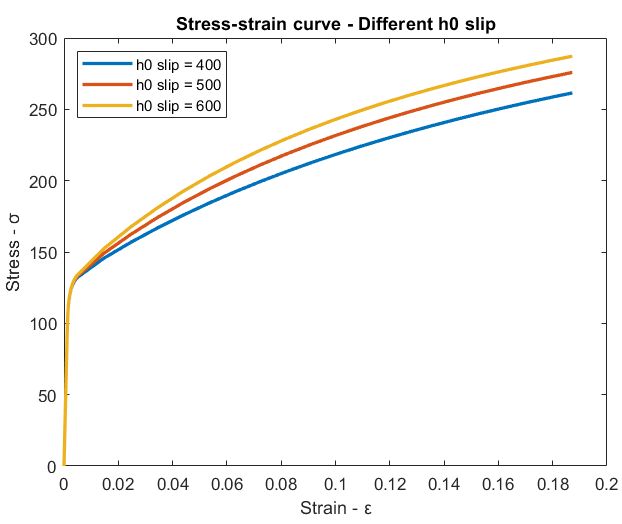 Stress-strain curve - Different h0 slip
300
h0 slip = 400
h0 slip = 500
h0 slip = 600
250
200
150
100
50
0
Stress - σ
0 0.02 0.04 0.06 0.08 0.1 0.12 0.14 0.16 0.18 0.2
Strain - ε